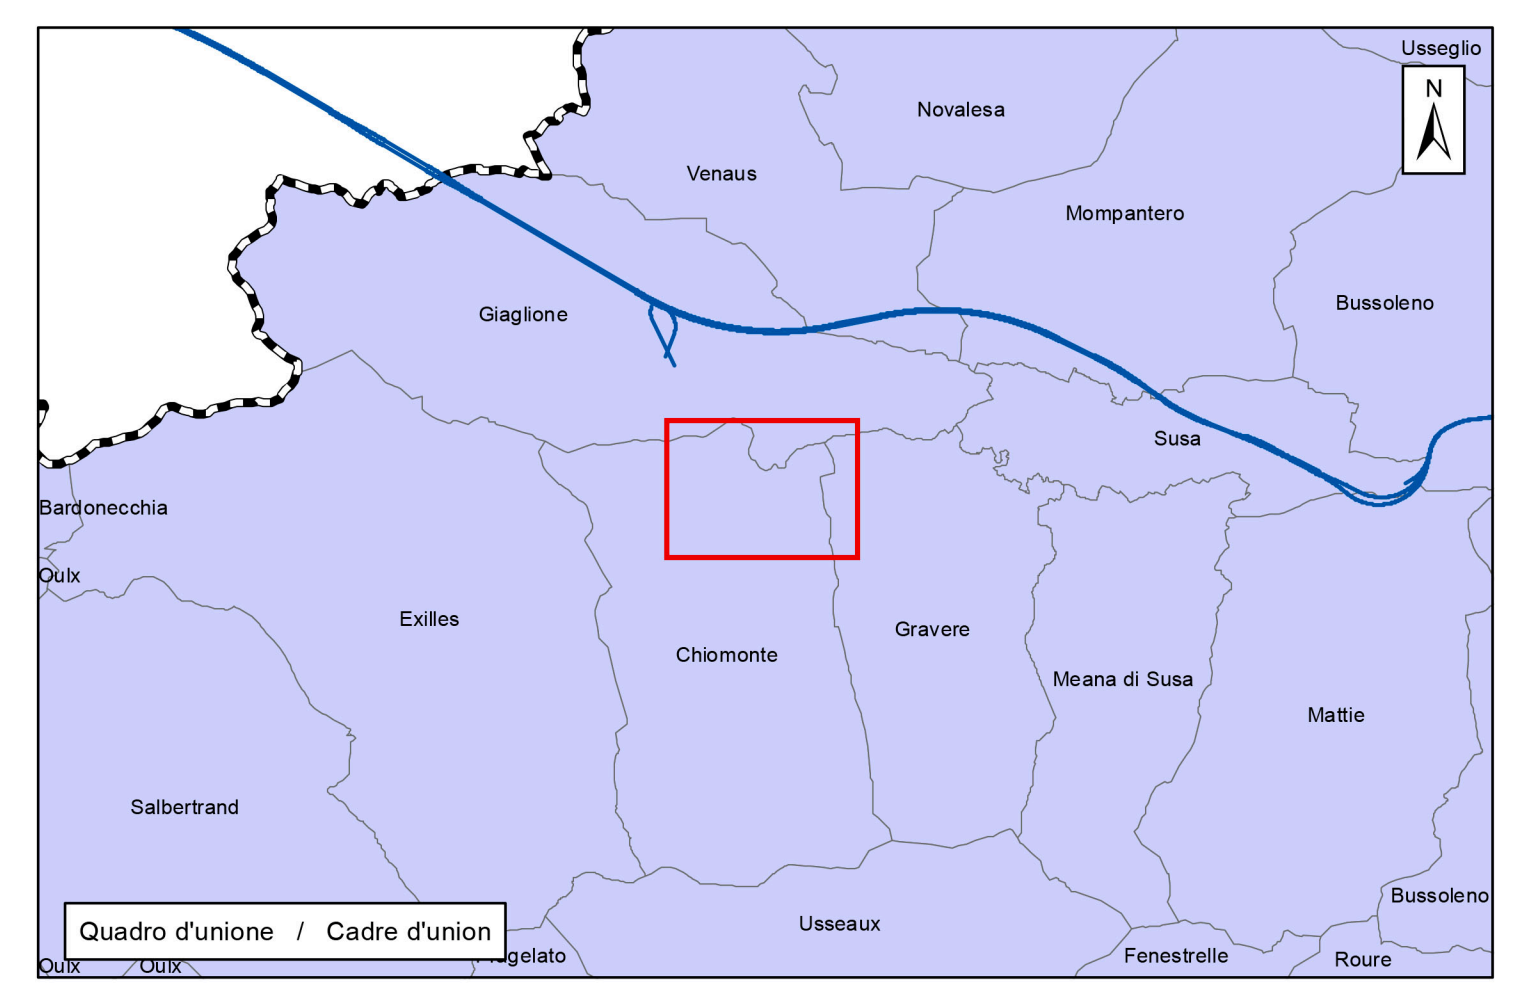 Usseglio
N
Novalesa
Venaus
Mompantero
Bussoleno
Giaglione
Susa
Bardonecchia
Oulx
Exilles
Gravere
Chiomonte
Meana di Susa
Mattie
Salbertrand
Bussoleno
Usseaux
Quadro d'unione / Cadre d'union
gelato
Fenestrelle
Roure
Oulx
Oulx